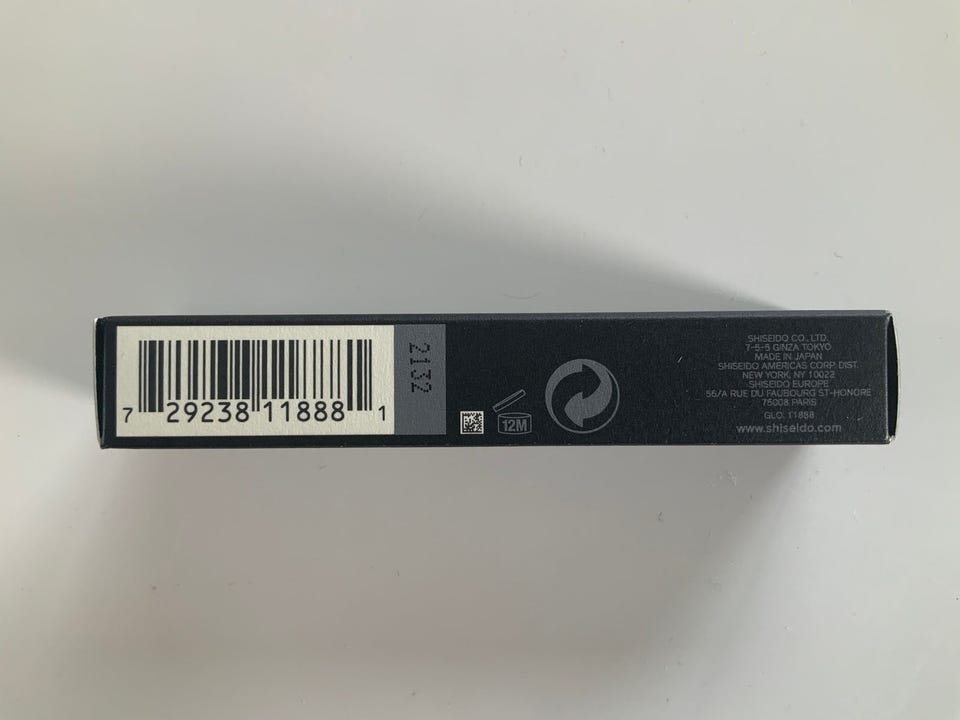 7 29238 11888 1
2132
12M
SHISEIDO CO., LTD.
7-5-5 GINZA TOKYO
MADE IN JAPAN
SHISEIDO AMERICAS CORP. DIST.
NEW YORK, NY 10022
SHISEIDO EUROPE
56/A RUE DU FAUBOURG ST-HONORE
75008 PARIS
GLO. 11888
www.shiseido.com